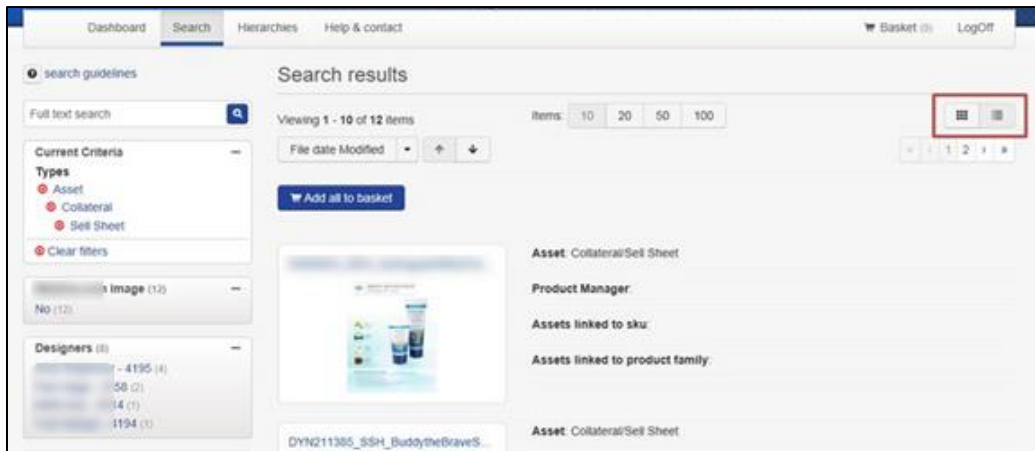 Dashboard Search Hierarchies Help & contact Basket (0) LogOff
search guidelines
Full text search
Current Criteria
Types
Asset
Collateral
Sell Sheet
Clear filters
Image (12)
No (12)
Designers (8)
- 4195 (4)
58 (2)
14 (1)
4194 (1)
Search results
Viewing 1 - 10 of 12 items
Items: 10 20 50 100
File date Modified
« ‹ 1 2 › »
Add all to basket
Asset: Collateral/Sell Sheet
Product Manager:
Assets linked to sku:
Assets linked to product family:
DYN211385_SSH_BuddytheBraveS...
Asset: Collateral/Sell Sheet